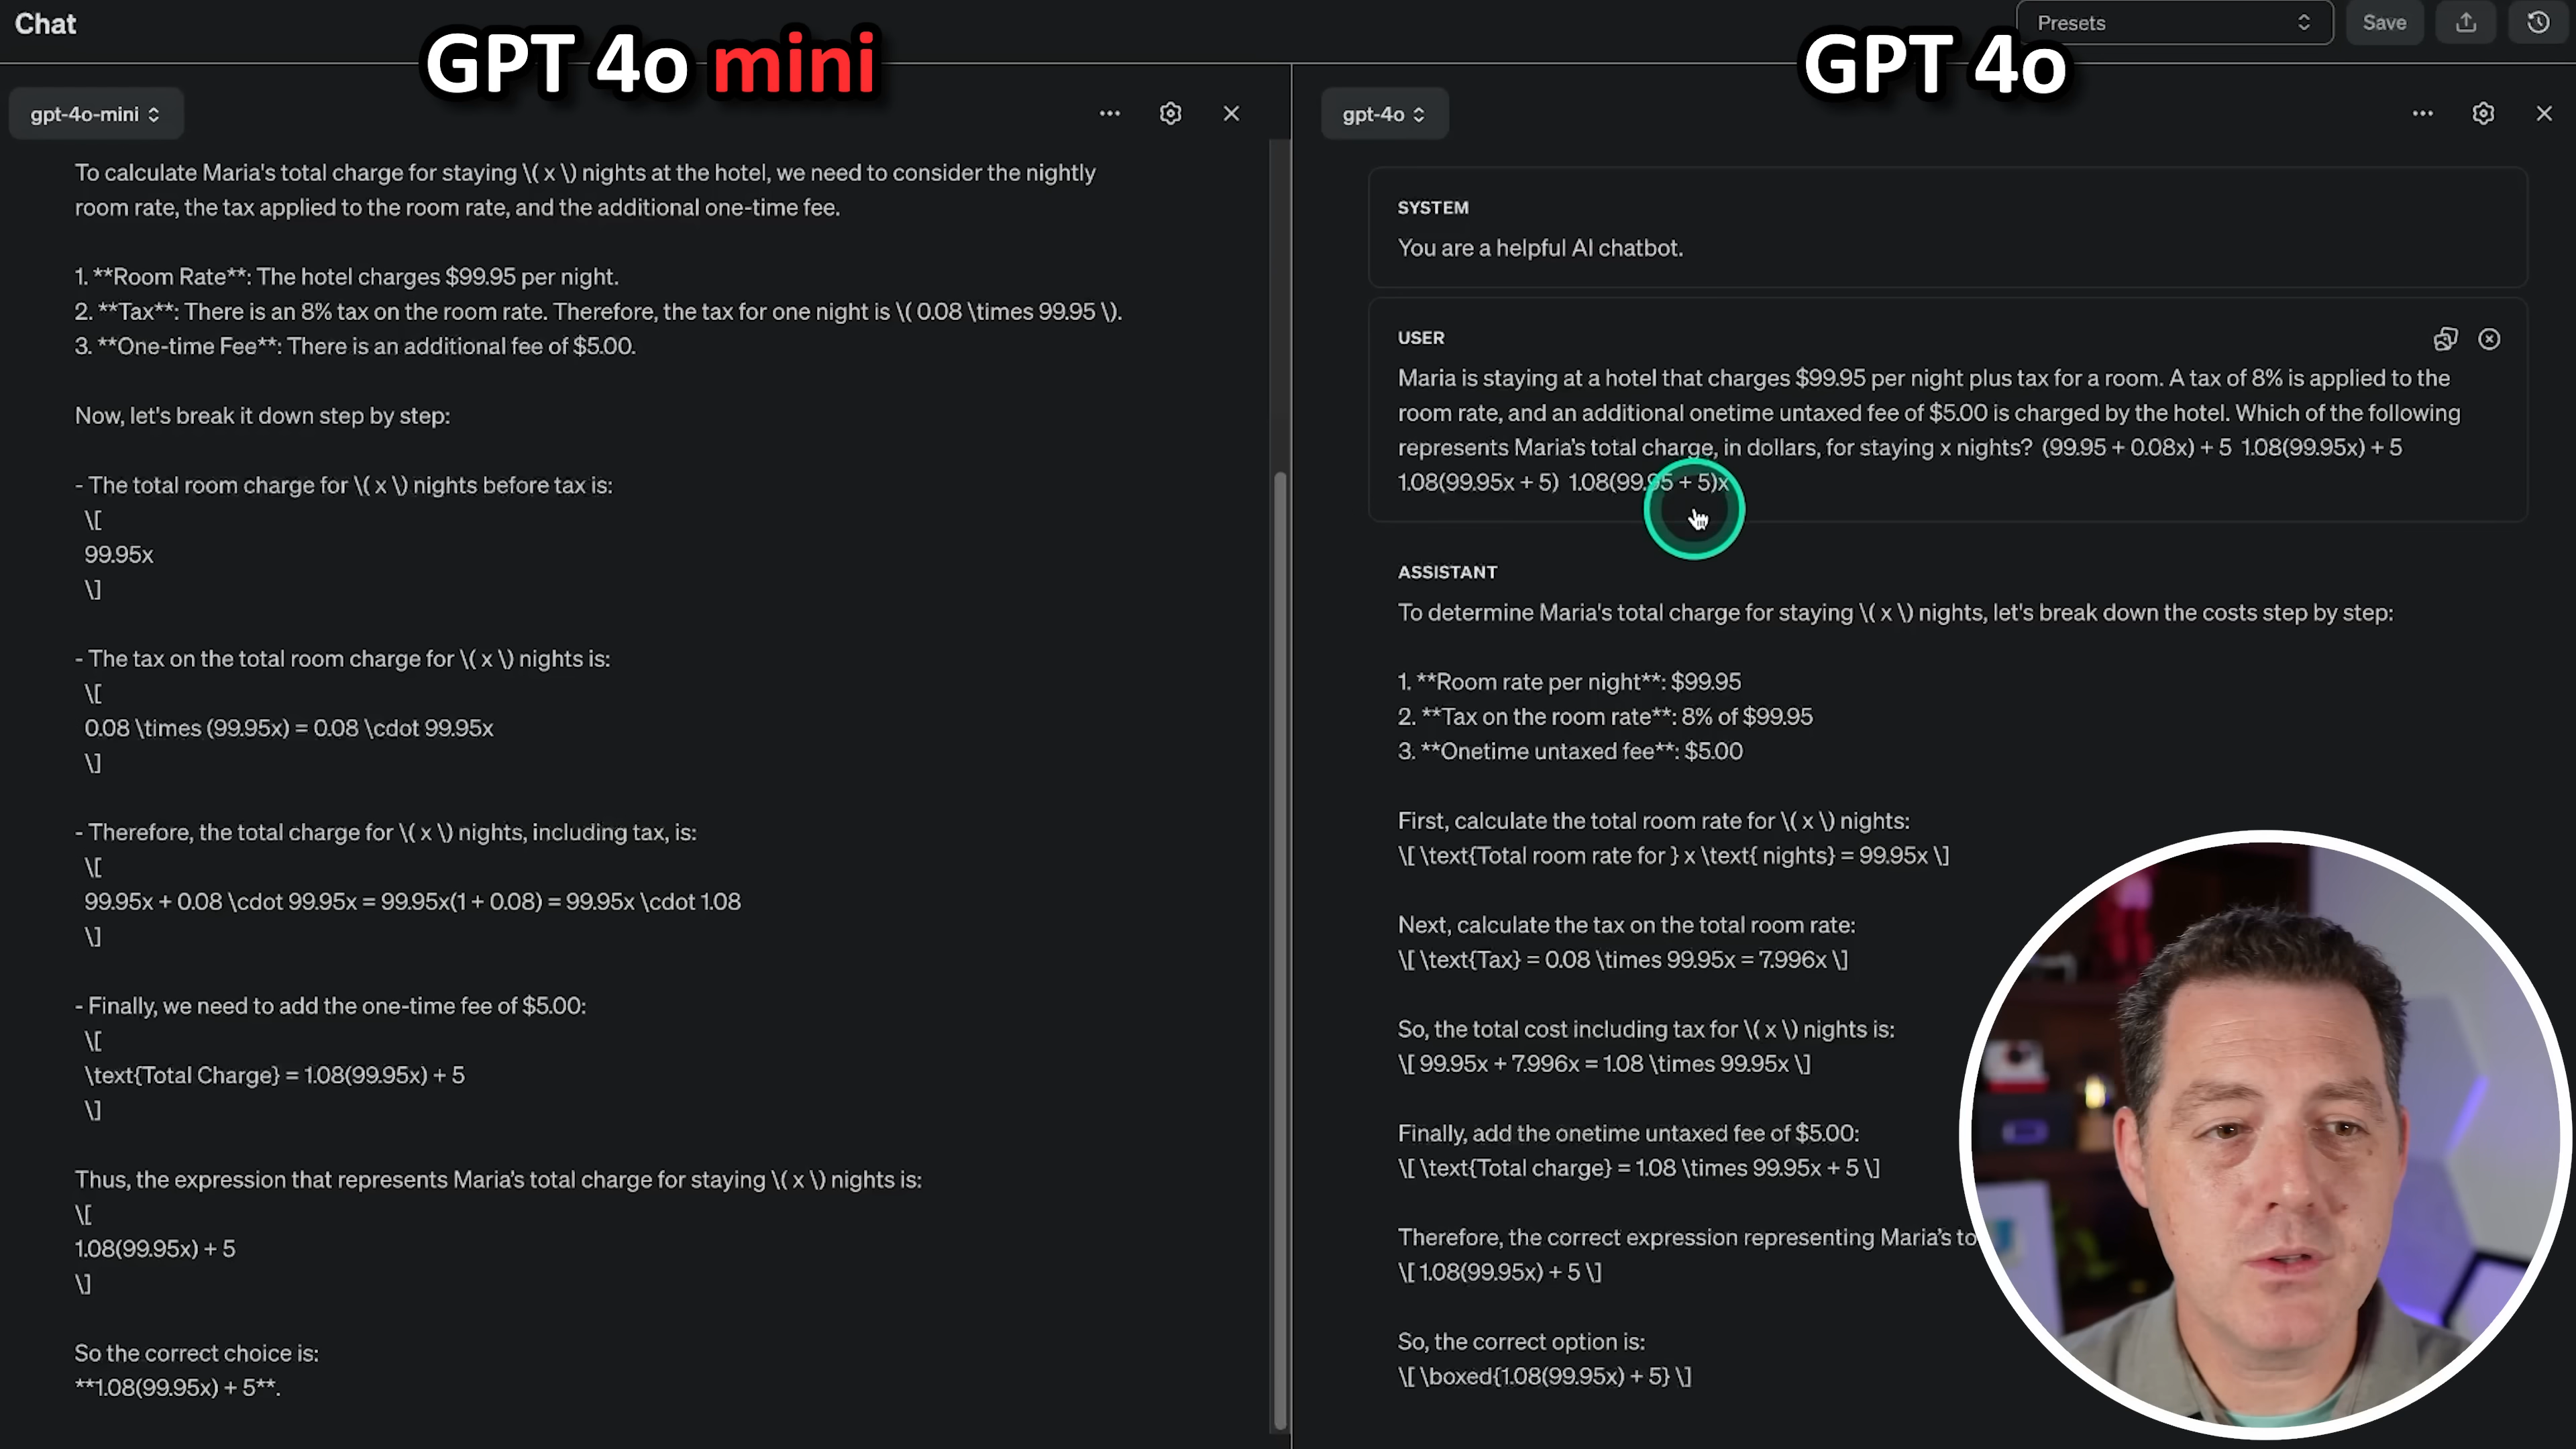 Chat
GPT 4o mini
GPT 4o
Presets
Save
gpt-4o-mini
To calculate Maria's total charge for staying \( x \) nights at the hotel, we need to consider the nightly
room rate, the tax applied to the room rate, and the additional one-time fee.
1. **Room Rate**: The hotel charges $99.95 per night.
2. **Tax**: There is an 8% tax on the room rate. Therefore, the tax for one night is \( 0.08 \times 99.95 \).
3. **One-time Fee**: There is an additional fee of $5.00.
Now, let's break it down step by step:
- The total room charge for \( x \) nights before tax is:
\[
99.95x
\]
- The tax on the total room charge for \( x \) nights is:
\[
0.08 \times (99.95x) = 0.08 \cdot 99.95x
\]
- Therefore, the total charge for \( x \) nights, including tax, is:
\[
99.95x + 0.08 \cdot 99.95x = 99.95x(1 + 0.08) = 99.95x \cdot 1.08
\]
- Finally, we need to add the one-time fee of $5.00:
\[
\text{Total Charge} = 1.08(99.95x) + 5
\]
Thus, the expression that represents Maria's total charge for staying \( x \) nights is:
\[
1.08(99.95x) + 5
\]
So the correct choice is:
**1.08(99.95x) + 5**.
gpt-4o
SYSTEM
You are a helpful AI chatbot.
USER
Maria is staying at a hotel that charges $99.95 per night plus tax for a room. A tax of 8% is applied to the
room rate, and an additional onetime untaxed fee of $5.00 is charged by the hotel. Which of the following
represents Maria's total charge, in dollars, for staying x nights? (99.95 + 0.08x) + 5 1.08(99.95x) + 5
1.08(99.95x + 5) 1.08(99.95 + 5)x
ASSISTANT
To determine Maria's total charge for staying \( x \) nights, let's break down the costs step by step:
1. **Room rate per night**: $99.95
2. **Tax on the room rate**: 8% of $99.95
3. **Onetime untaxed fee**: $5.00
First, calculate the total room rate for \( x \) nights:
\[ \text{Total room rate for } x \text{ nights} = 99.95x \]
Next, calculate the tax on the total room rate:
\[ \text{Tax} = 0.08 \times 99.95x = 7.996x \]
So, the total cost including tax for \( x \) nights is:
\[ 99.95x + 7.996x = 1.08 \times 99.95x \]
Finally, add the onetime untaxed fee of $5.00:
\[ \text{Total charge} = 1.08 \times 99.95x + 5 \]
Therefore, the correct expression representing Maria's to
\[ 1.08(99.95x) + 5 \]
So, the correct option is:
\[ \boxed{1.08(99.95x) + 5} \]